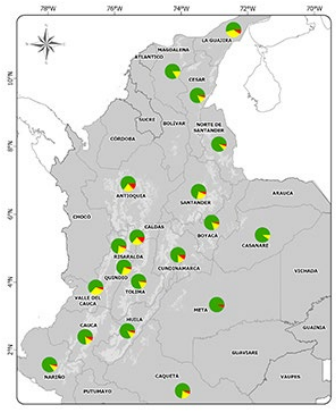 78°W 76°W 74°W 72°W 70°W
LA GUAJIRA
MAGDALENA
ATLANTICO
CESAR
10°N
SUCRE
BOLÍVAR
NORTE DE
SANTANDER
CÓRDOBA
8°N
ANTIOQUIA
SANTANDER
ARAUCA
6°N
CHOCÓ
CALDAS
BOYACÁ
CASANARE
RISARALDA
CUNDINAMARCA
VICHADA
QUINDÍO
4°N
TOLIMA
VALLE DEL
CAUCA
META
GUAINÍA
CAUCA
HUILA
2°N
GUAVIARE
NARIÑO
CAQUETA
VAUPÉS
PUTUMAYO